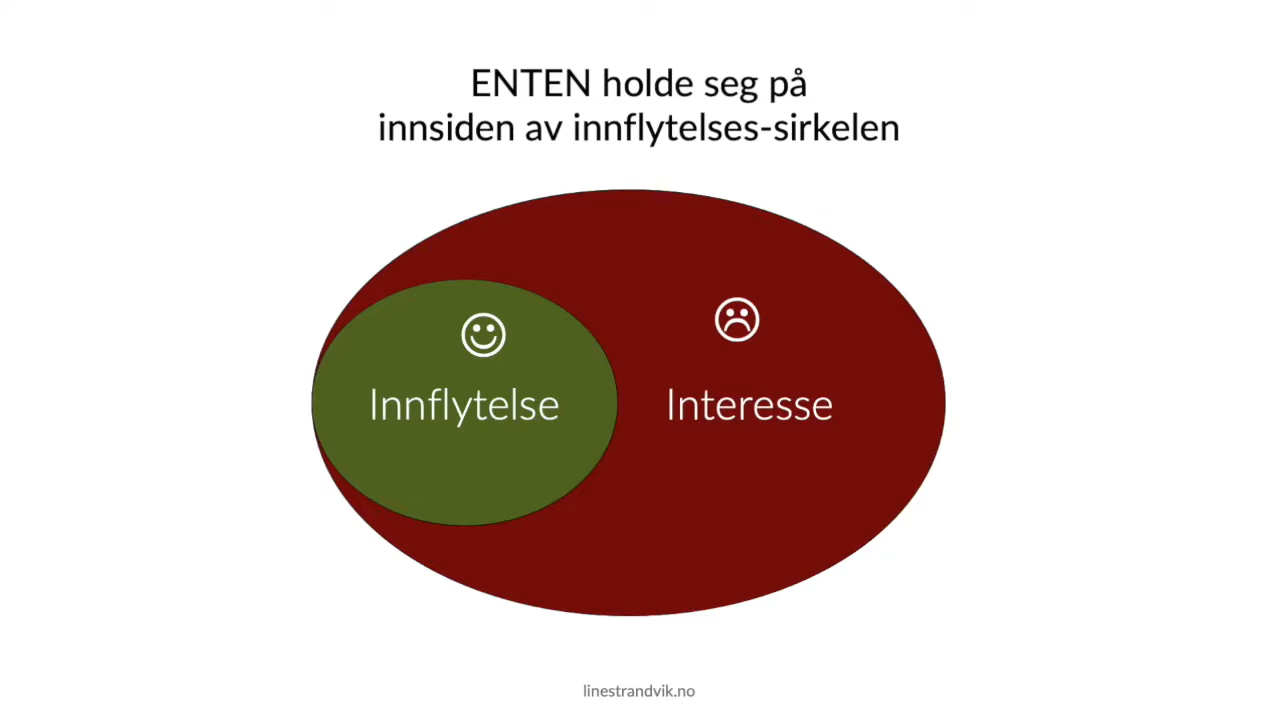 ENTEN holde seg på
innsiden av innflytelses-sirkelen
Innflytelse
Interesse
linestrandvik.no